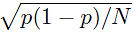 √p(1 − p)/N